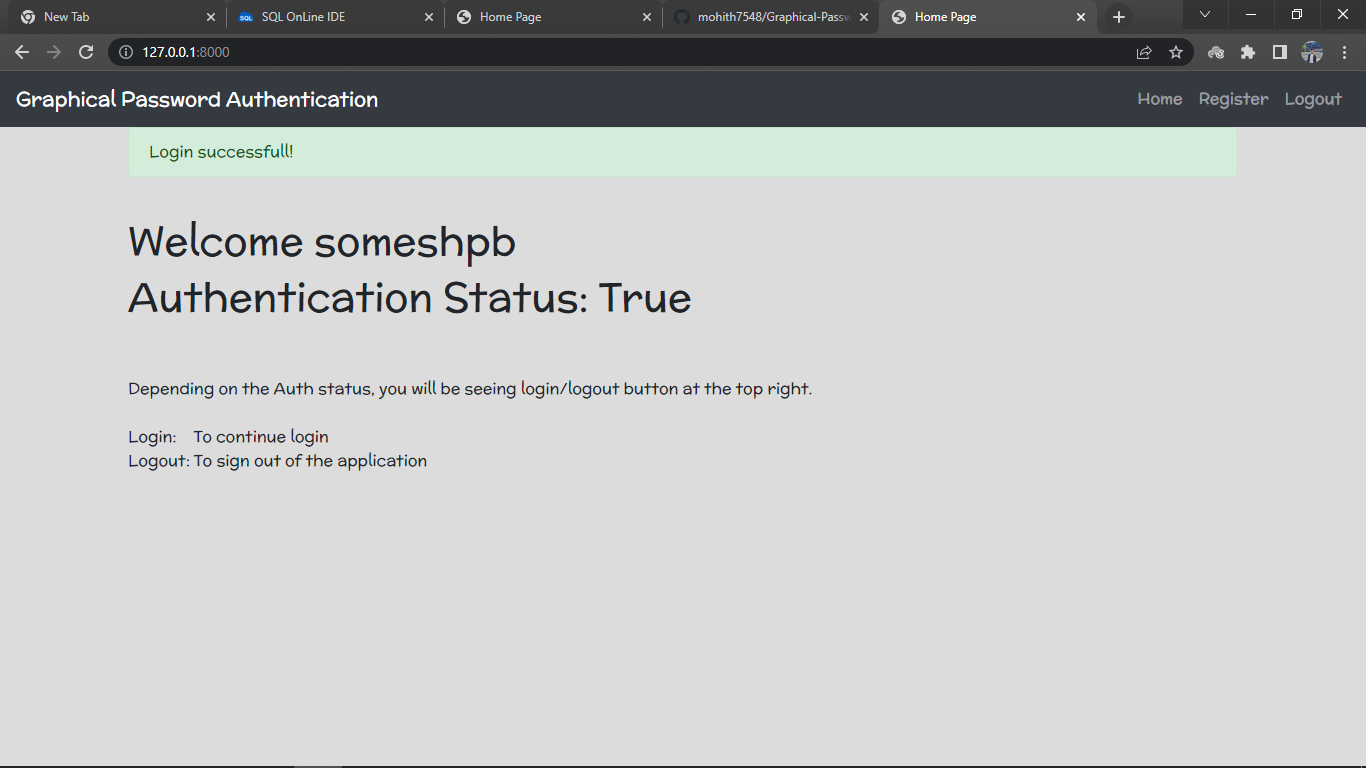 New Tab
SQL OnLine IDE
Home Page
mohith7548/Graphical-Passw
Home Page
127.0.0.1:8000
Graphical Password Authentication
Home Register Logout
Login successfull!
Welcome someshpb
Authentication Status: True
Depending on the Auth status, you will be seeing login/logout button at the top right.
Login: To continue login
Logout: To sign out of the application